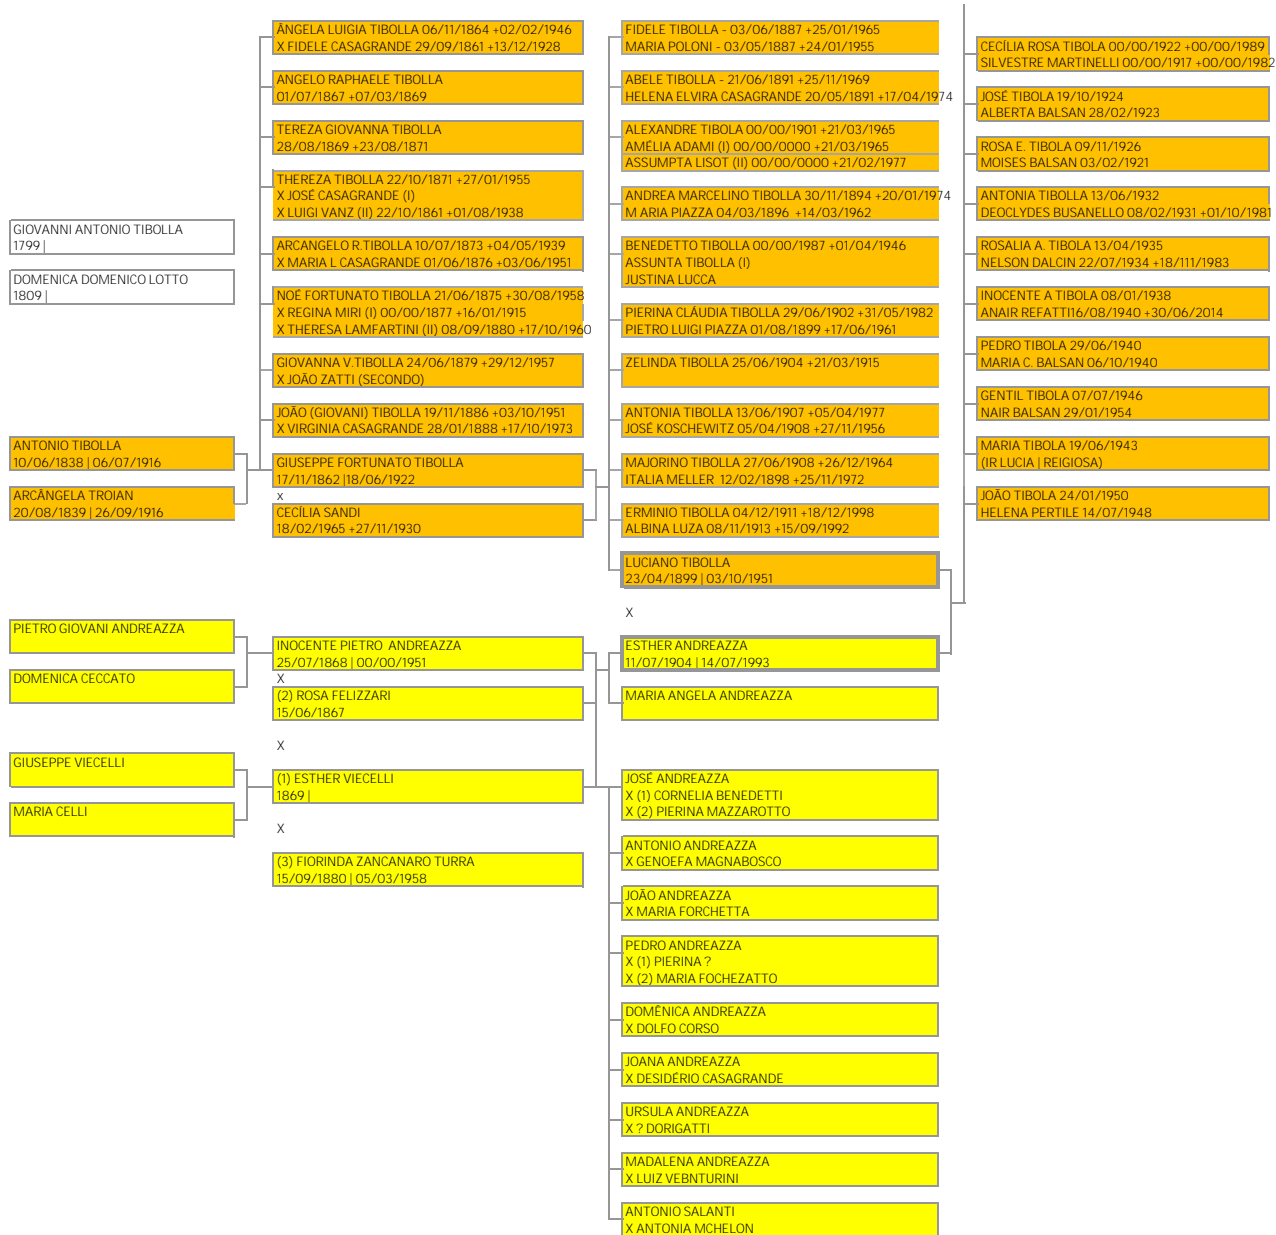 GIOVANNI ANTONIO TIBOLLA
1799 |
DOMENICA DOMENICO LOTTO
1809 |
ANTONIO TIBOLLA
10/06/1838 | 06/07/1916
ARCÂNGELA TROIAN
20/08/1839 | 26/09/1916
PIETRO GIOVANI ANDREAZZA
DOMENICA CECCATO
GIUSEPPE VIECELLI
MARIA CELLI
ÂNGELA LUIGIA TIBOLLA 06/11/1864 +02/02/1946
X FIDELE CASAGRANDE 29/09/1861 +13/12/1928
ANGELO RAPHAELE TIBOLLA
01/07/1867 +07/03/1869
TEREZA GIOVANNA TIBOLLA
28/08/1869 +23/08/1871
THEREZA TIBOLLA 22/10/1871 +27/01/1955
X JOSÉ CASAGRANDE (I)
X LUIGI VANZ (II) 22/10/1861 +01/08/1938
ARCANGELO R.TIBOLLA 10/07/1873 +04/05/1939
X MARIA L CASAGRANDE 01/06/1876 +03/06/1951
NOÉ FORTUNATO TIBOLLA 21/06/1875 +30/08/1958
X REGINA MIRI (I) 00/00/1877 +16/01/1915
X THERESA LAMFARTINI (II) 08/09/1880 +17/10/1960
GIOVANNA V.TIBOLLA 24/06/1879 +29/12/1957
X JOÃO ZATTI (SECONDO)
JOÃO (GIOVANI) TIBOLLA 19/11/1886 +03/10/1951
X VIRGINIA CASAGRANDE 28/01/1888 +17/10/1973
GIUSEPPE FORTUNATO TIBOLLA
17/11/1862 |18/06/1922
x
CECÍLIA SANDI
18/02/1965 +27/11/1930
INOCENTE PIETRO ANDREAZZA
25/07/1868 | 00/00/1951
X
(2) ROSA FELIZZARI
15/06/1867
X
(1) ESTHER VIECELLI
1869 |
X
(3) FIORINDA ZANCANARO TURRA
15/09/1880 | 05/03/1958
FIDELE TIBOLLA - 03/06/1887 +25/01/1965
MARIA POLONI - 03/05/1887 +24/01/1955
ABELE TIBOLLA - 21/06/1891 +25/11/1969
HELENA ELVIRA CASAGRANDE 20/05/1891 +17/04/1974
ALEXANDRE TIBOLA 00/00/1901 +21/03/1965
AMÉLIA ADAMI (I) 00/00/0000 +21/03/1965
ASSUMPTA LISOT (II) 00/00/0000 +21/02/1977
ANDREA MARCELINO TIBOLLA 30/11/1894 +20/01/1974
M ARIA PIAZZA 04/03/1896 +14/03/1962
BENEDETTO TIBOLLA 00/00/1987 +01/04/1946
ASSUNTA TIBOLLA (I)
JUSTINA LUCCA
PIERINA CLÁUDIA TIBOLLA 29/06/1902 +31/05/1982
PIETRO LUIGI PIAZZA 01/08/1899 +17/06/1961
ZELINDA TIBOLLA 25/06/1904 +21/03/1915
ANTONIA TIBOLLA 13/06/1907 +05/04/1977
JOSÉ KOSCHEWITZ 05/04/1908 +27/11/1956
MAJORINO TIBOLLA 27/06/1908 +26/12/1964
ITALIA MELLER 12/02/1898 +25/11/1972
ERMINIO TIBOLLA 04/12/1911 +18/12/1998
ALBINA LUZA 08/11/1913 +15/09/1992
LUCIANO TIBOLLA
23/04/1899 | 03/10/1951
X
ESTHER ANDREAZZA
11/07/1904 | 14/07/1993
MARIA ANGELA ANDREAZZA
JOSÉ ANDREAZZA
X (1) CORNELIA BENEDETTI
X (2) PIERINA MAZZAROTTO
ANTONIO ANDREAZZA
X GENOEFA MAGNABOSCO
JOÃO ANDREAZZA
X MARIA FORCHETTA
PEDRO ANDREAZZA
X (1) PIERINA ?
X (2) MARIA FOCHEZATTO
DOMÊNICA ANDREAZZA
X DOLFO CORSO
JOANA ANDREAZZA
X DESIDÉRIO CASAGRANDE
URSULA ANDREAZZA
X ? DORIGATTI
MADALENA ANDREAZZA
X LUIZ VEBNTURINI
ANTONIO SALANTI
X ANTONIA MCHELON
CECÍLIA ROSA TIBOLA 00/00/1922 +00/00/1989
SILVESTRE MARTINELLI 00/00/1917 +00/00/1982
JOSÉ TIBOLA 19/10/1924
ALBERTA BALSAN 28/02/1923
ROSA E. TIBOLA 09/11/1926
MOISES BALSAN 03/02/1921
ANTONIA TIBOLLA 13/06/1932
DEOCLYDES BUSANELLO 08/02/1931 +01/10/1981
ROSALIA A. TIBOLA 13/04/1935
NELSON DALCIN 22/07/1934 +18/111/1983
INOCENTE A TIBOLA 08/01/1938
ANAIR REFATTI16/08/1940 +30/06/2014
PEDRO TIBOLA 29/06/1940
MARIA C. BALSAN 06/10/1940
GENTIL TIBOLA 07/07/1946
NAIR BALSAN 29/01/1954
MARIA TIBOLA 19/06/1943
(IR LUCIA | REIGIOSA)
JOÃO TIBOLA 24/01/1950
HELENA PERTILE 14/07/1948